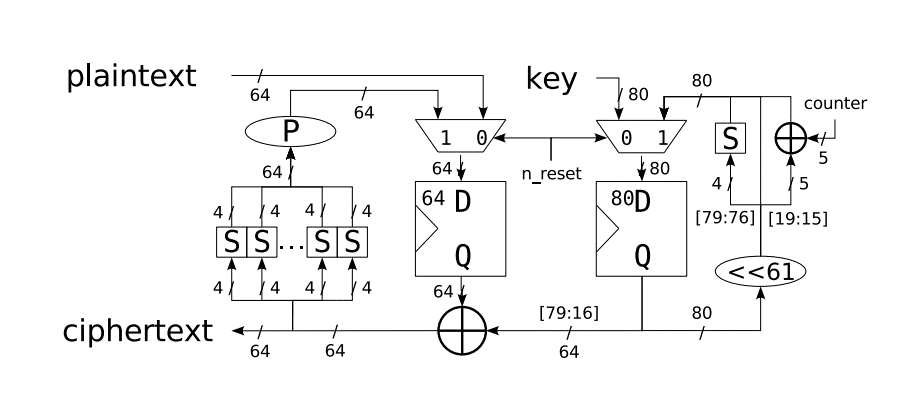 plaintext
64
64
P
64
4 4 4 4
S S ... S S
4 4 4 4
ciphertext
64
64
1 0
64
64 D
Q
64
n_reset
key
80
0 1
80
80 D
Q
[79:16]
64
80
80
counter
S
5
4
5
[79:76]
[19:15]
<<61